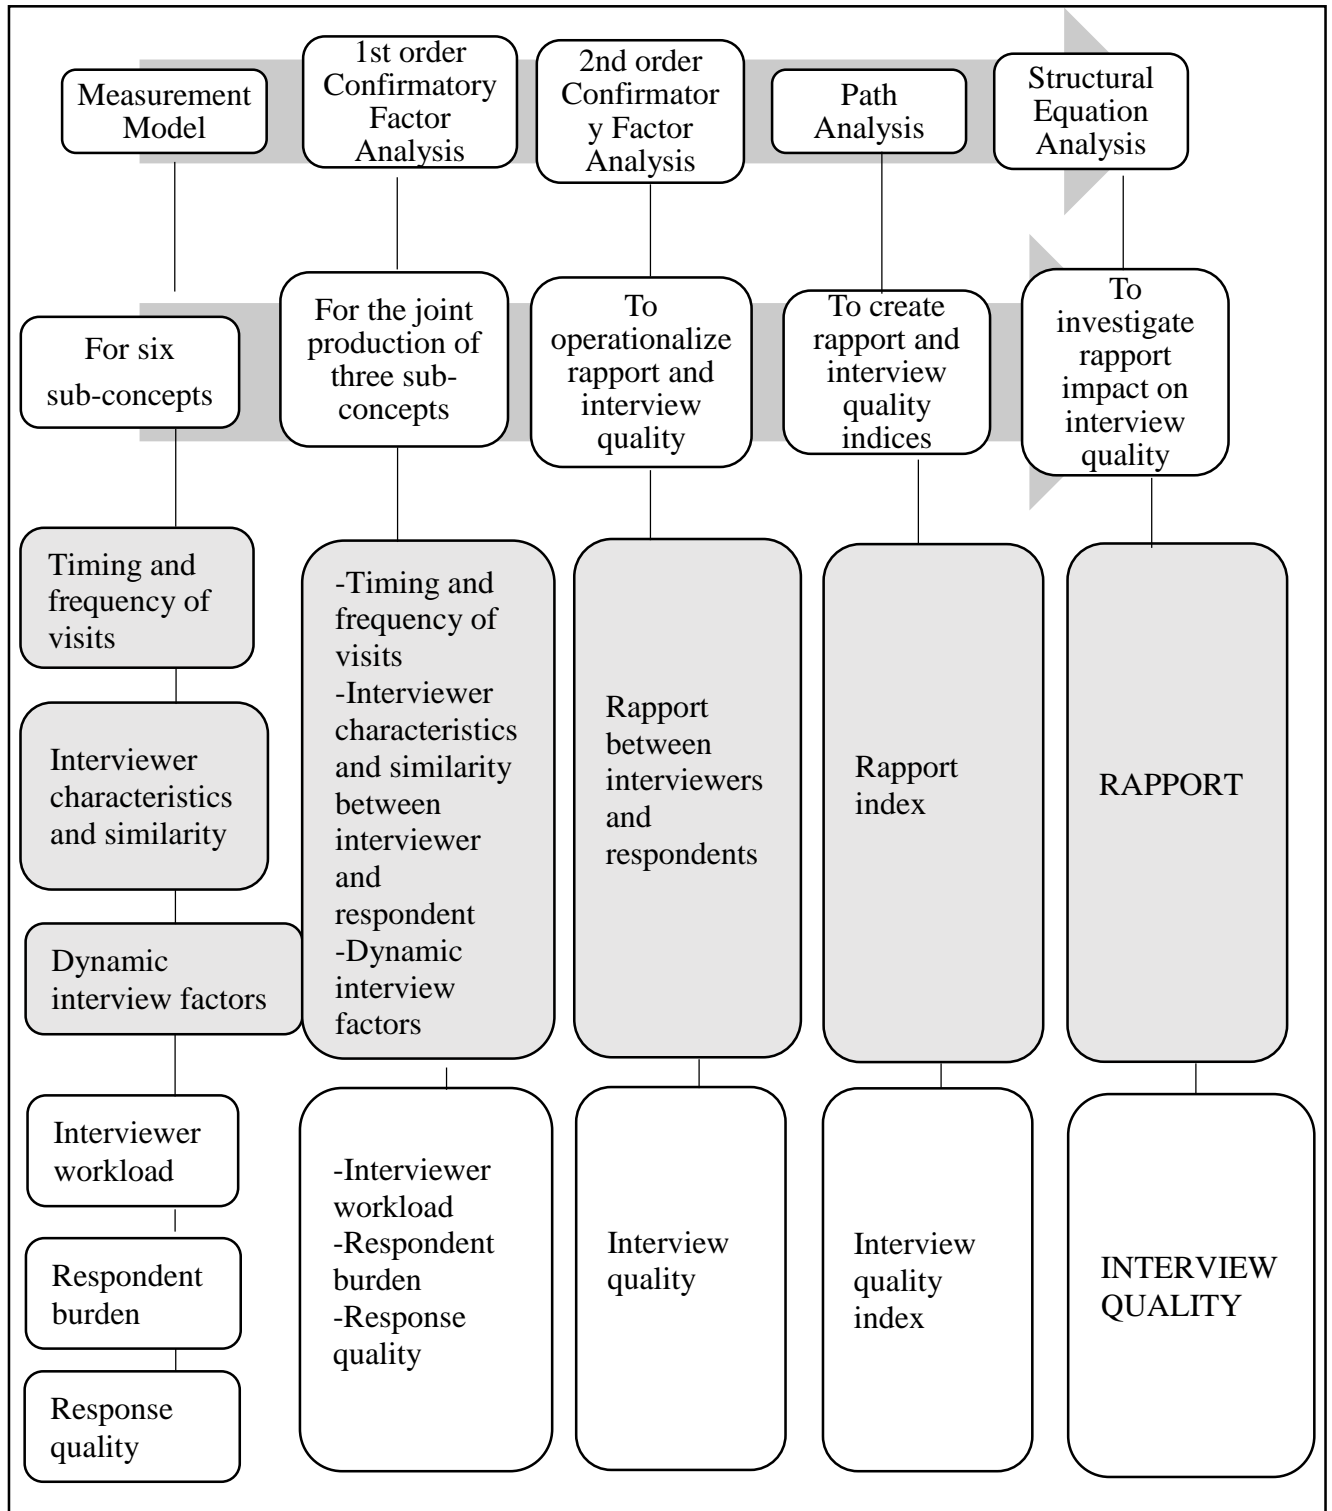 Measurement
Model
1st order
Confirmatory
Factor
Analysis
2nd order
Confirmator
y Factor
Analysis
Path
Analysis
Structural
Equation
Analysis
For six
sub-concepts
For the joint
production of
three sub-
concepts
To
operationalize
rapport and
interview
quality
To create
rapport and
interview
quality
indices
To
investigate
rapport
impact on
interview
quality
Timing and
frequency of
visits
Interviewer
characteristics
and similarity
Dynamic
interview factors
-Timing and
frequency of
visits
-Interviewer
characteristics
and similarity
between
interviewer
and
respondent
-Dynamic
interview
factors
Rapport
between
interviewers
and
respondents
Rapport
index
RAPPORT
Interviewer
workload
Respondent
burden
Response
quality
-Interviewer
workload
-Respondent
burden
-Response
quality
Interview
quality
Interview
quality
index
INTERVIEW
QUALITY